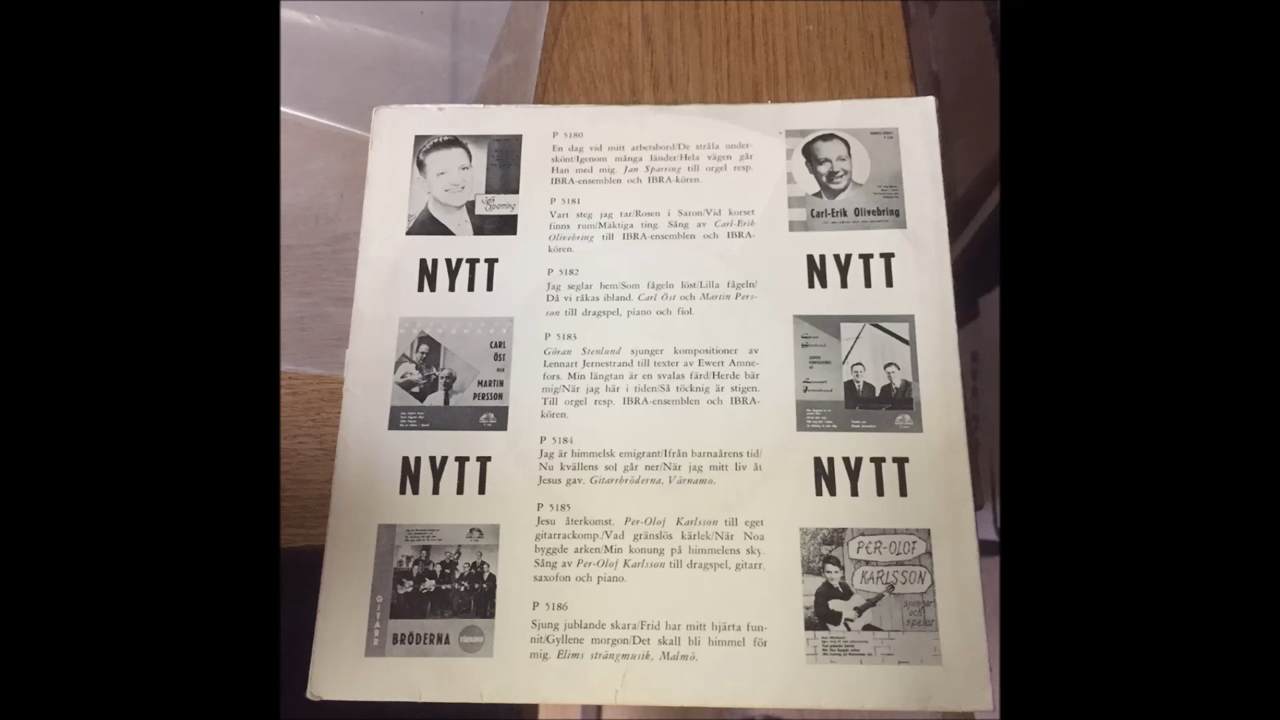 Jan
Sparring
NYTT
CARL
ÖST
OCH
MARTIN
PERSSON
NYTT
GITARR
BRÖDERNA
VÄRNAMO
P 5180
En dag vid mitt arbetsbord/De stråla under-
skönt/Igenom många länder/Hela vägen går
Han med mig. Jan Sparring till orgel resp.
IBRA-ensemblen och IBRA-kören.
P 5181
Vart steg jag tar/Rosen i Saron/Vid korset
finns rum/Mäktiga ting. Sång av Carl-Erik
Olivebring till IBRA-ensemblen och IBRA-
kören.
P 5182
Jag seglar hem/Som fågeln löst/Lilla fågeln/
Då vi råkas ibland. Carl Öst och Martin Pers-
son till dragspel, piano och fiol.
P 5183
Göran Stenlund sjunger kompositioner av
Lennart Jernestrand till texter av Ewert Amne-
fors. Min längtan är en svalas färd/Herde bär
mig/När jag här i tiden/Så töcknig är stigen.
Till orgel resp. IBRA-ensemblen och IBRA-
kören.
P 5184
Jag är himmelsk emigrant/Ifrån barnaårens tid/
Nu kvällens sol går ner/När jag mitt liv åt
Jesus gav. Gitarrbröderna, Värnamo.
P 5185
Jesu återkomst. Per-Olof Karlsson till eget
gitarrackomp./Vad gränslös kärlek/När Noa
byggde arken/Min konung på himmelens sky.
Sång av Per-Olof Karlsson till dragspel, gitarr,
saxofon och piano.
P 5186
Sjung jublande skara/Frid har mitt hjärta fun-
nit/Gyllene morgon/Det skall bli himmel för
mig. Elims strängmusik, Malmö.
Carl-Erik Olivebring
NYTT
NYTT
PER-OLOF
KARLSSON
sjunger
och
spelar